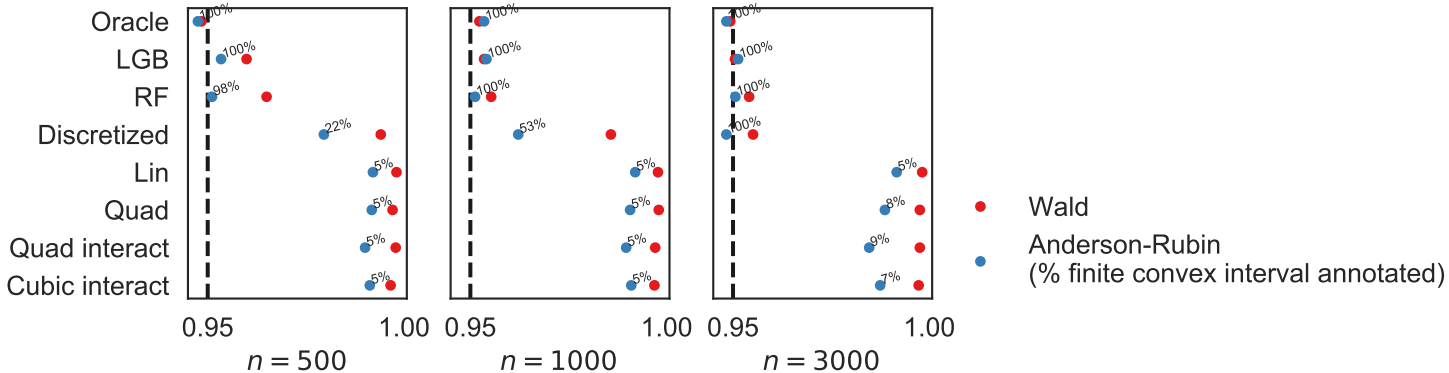 Oracle
LGB
RF
Discretized
Lin
Quad
Quad interact
Cubic interact
100%
100%
98%
22%
5%
5%
5%
5%
0.95
1.00
n = 500
100%
100%
100%
53%
5%
5%
5%
5%
0.95
1.00
n = 1000
100%
100%
100%
100%
5%
8%
9%
7%
0.95
1.00
n = 3000
Wald
Anderson-Rubin
(% finite convex interval annotated)